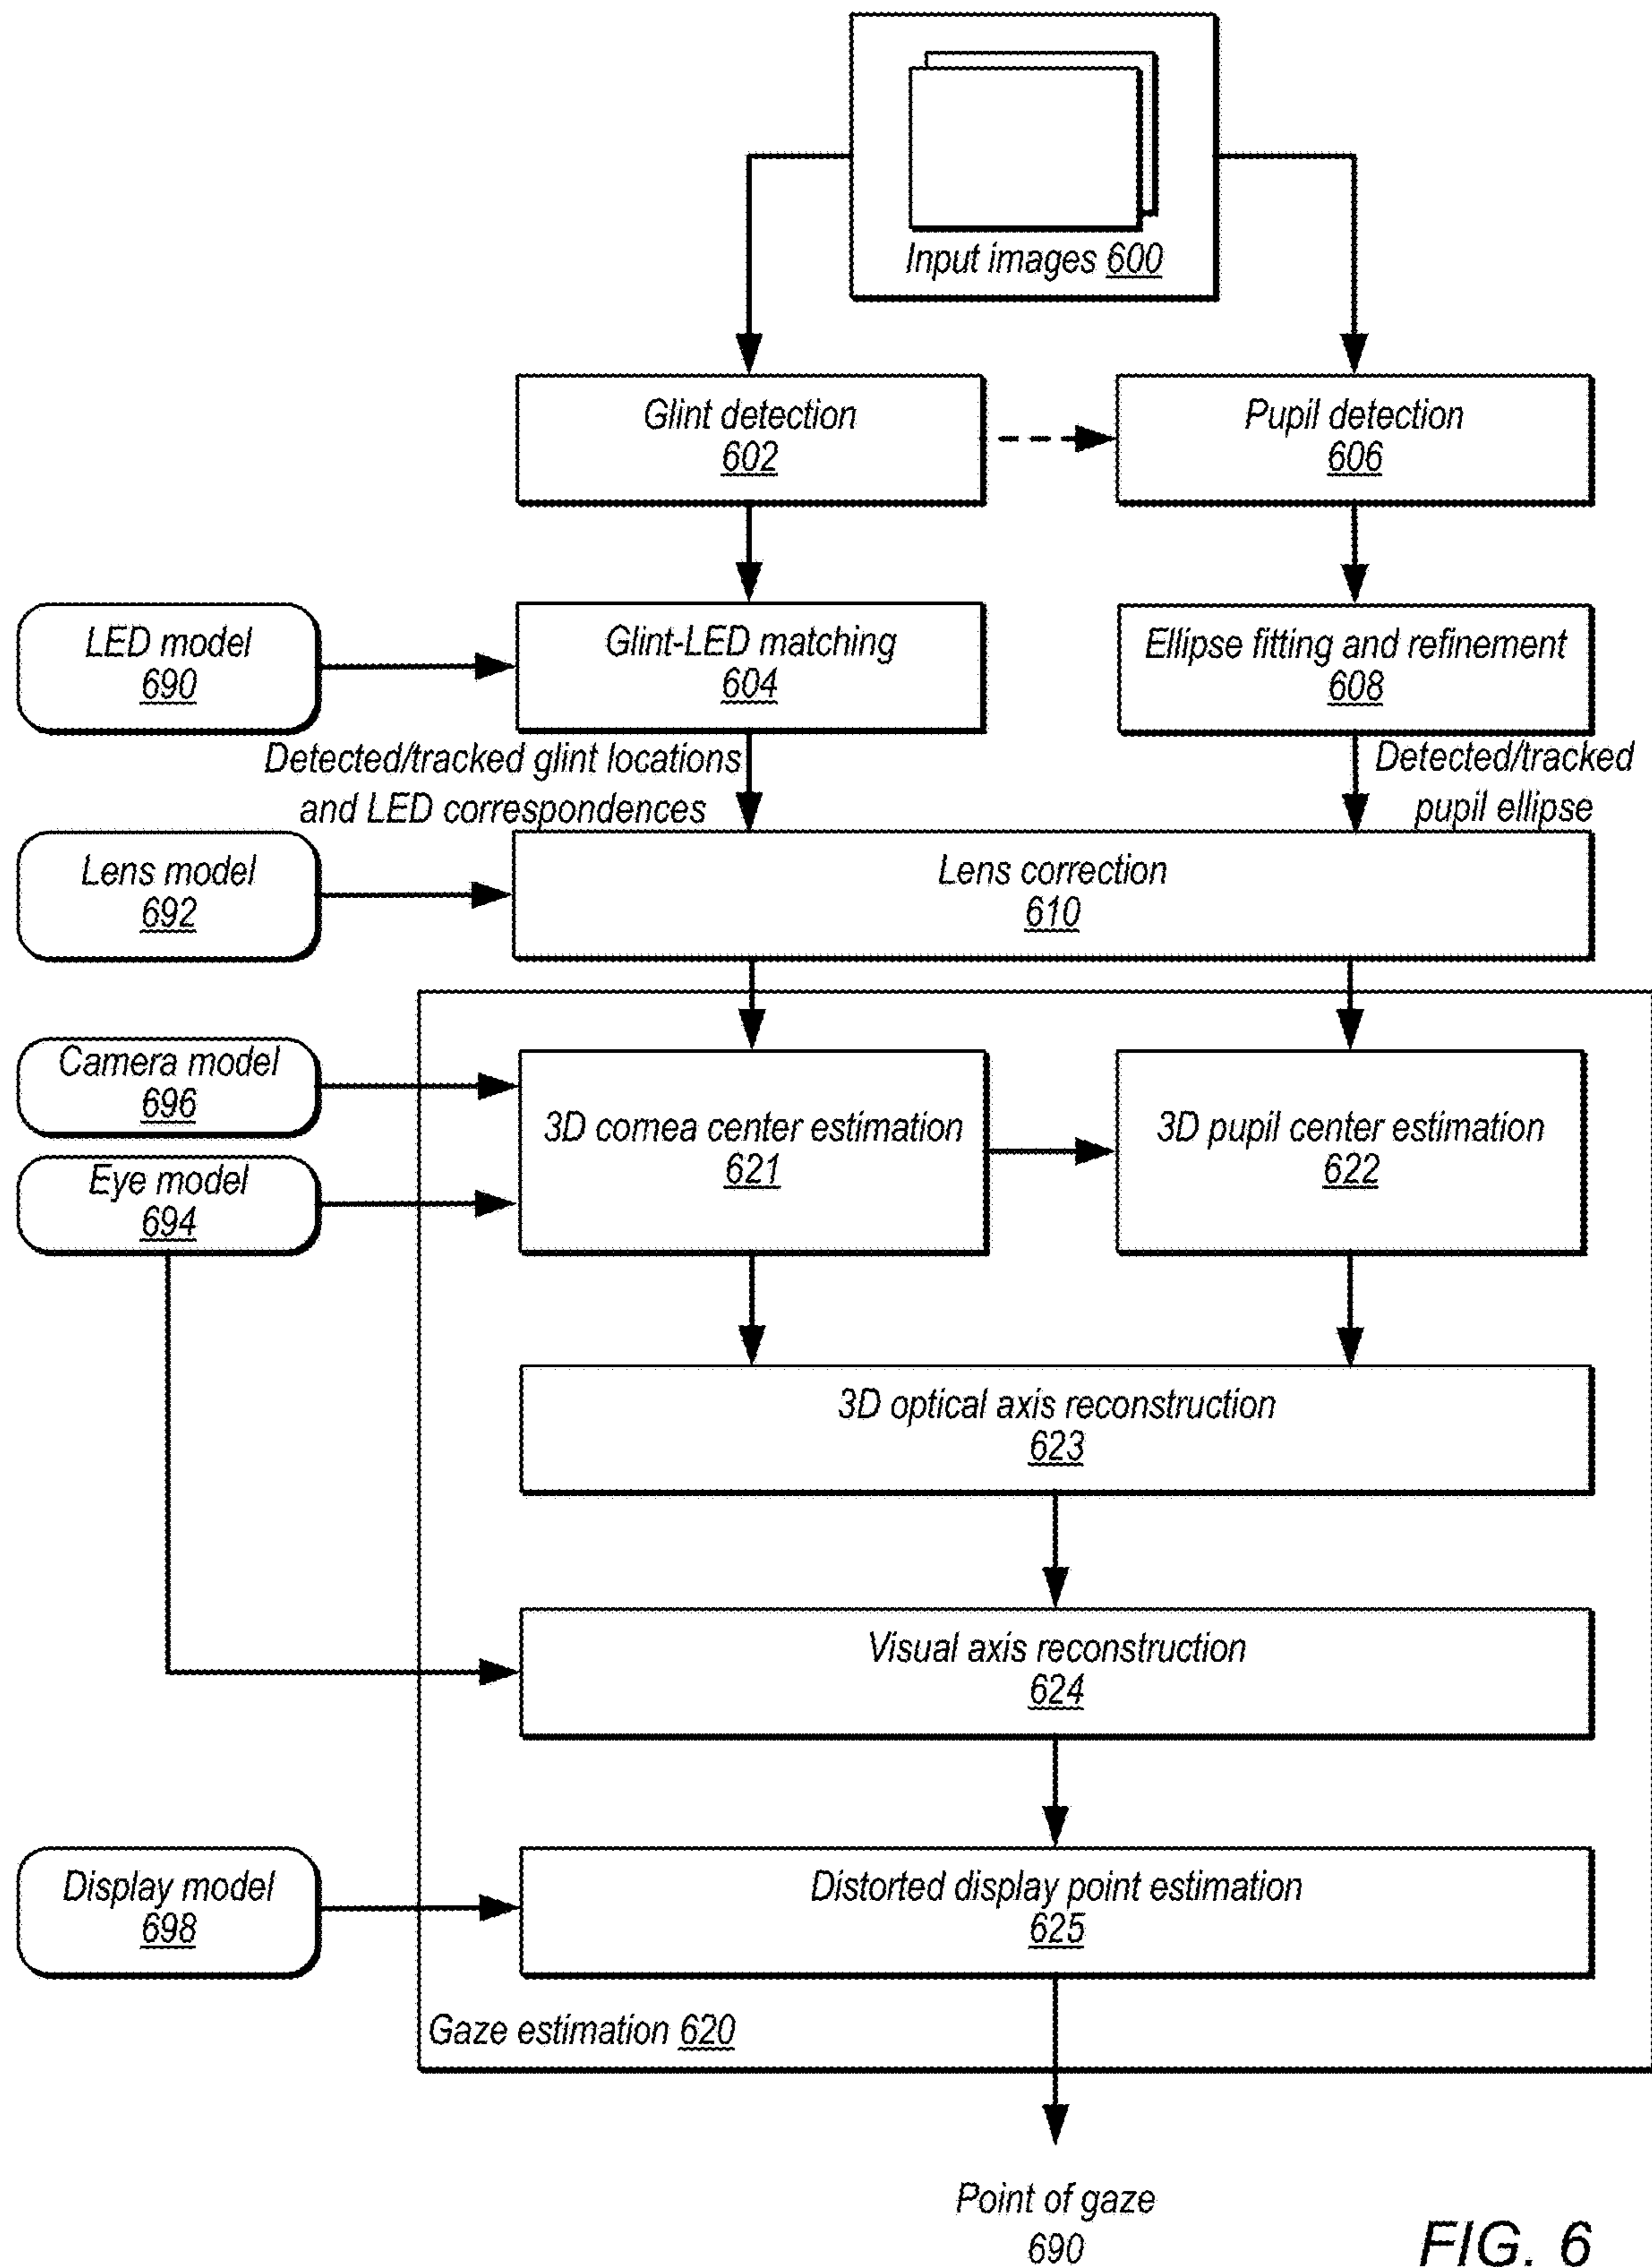 Input images 600
Glint detection
602
Pupil detection
606
LED model
690
Glint-LED matching
604
Ellipse fitting and refinement
608
Detected/tracked glint locations
and LED correspondences
Detected/tracked
pupil ellipse
Lens model
692
Lens correction
610
Camera model
696
Eye model
694
3D cornea center estimation
621
3D pupil center estimation
622
3D optical axis reconstruction
623
Visual axis reconstruction
624
Display model
698
Distorted display point estimation
625
Gaze estimation 620
Point of gaze
690
FIG. 6